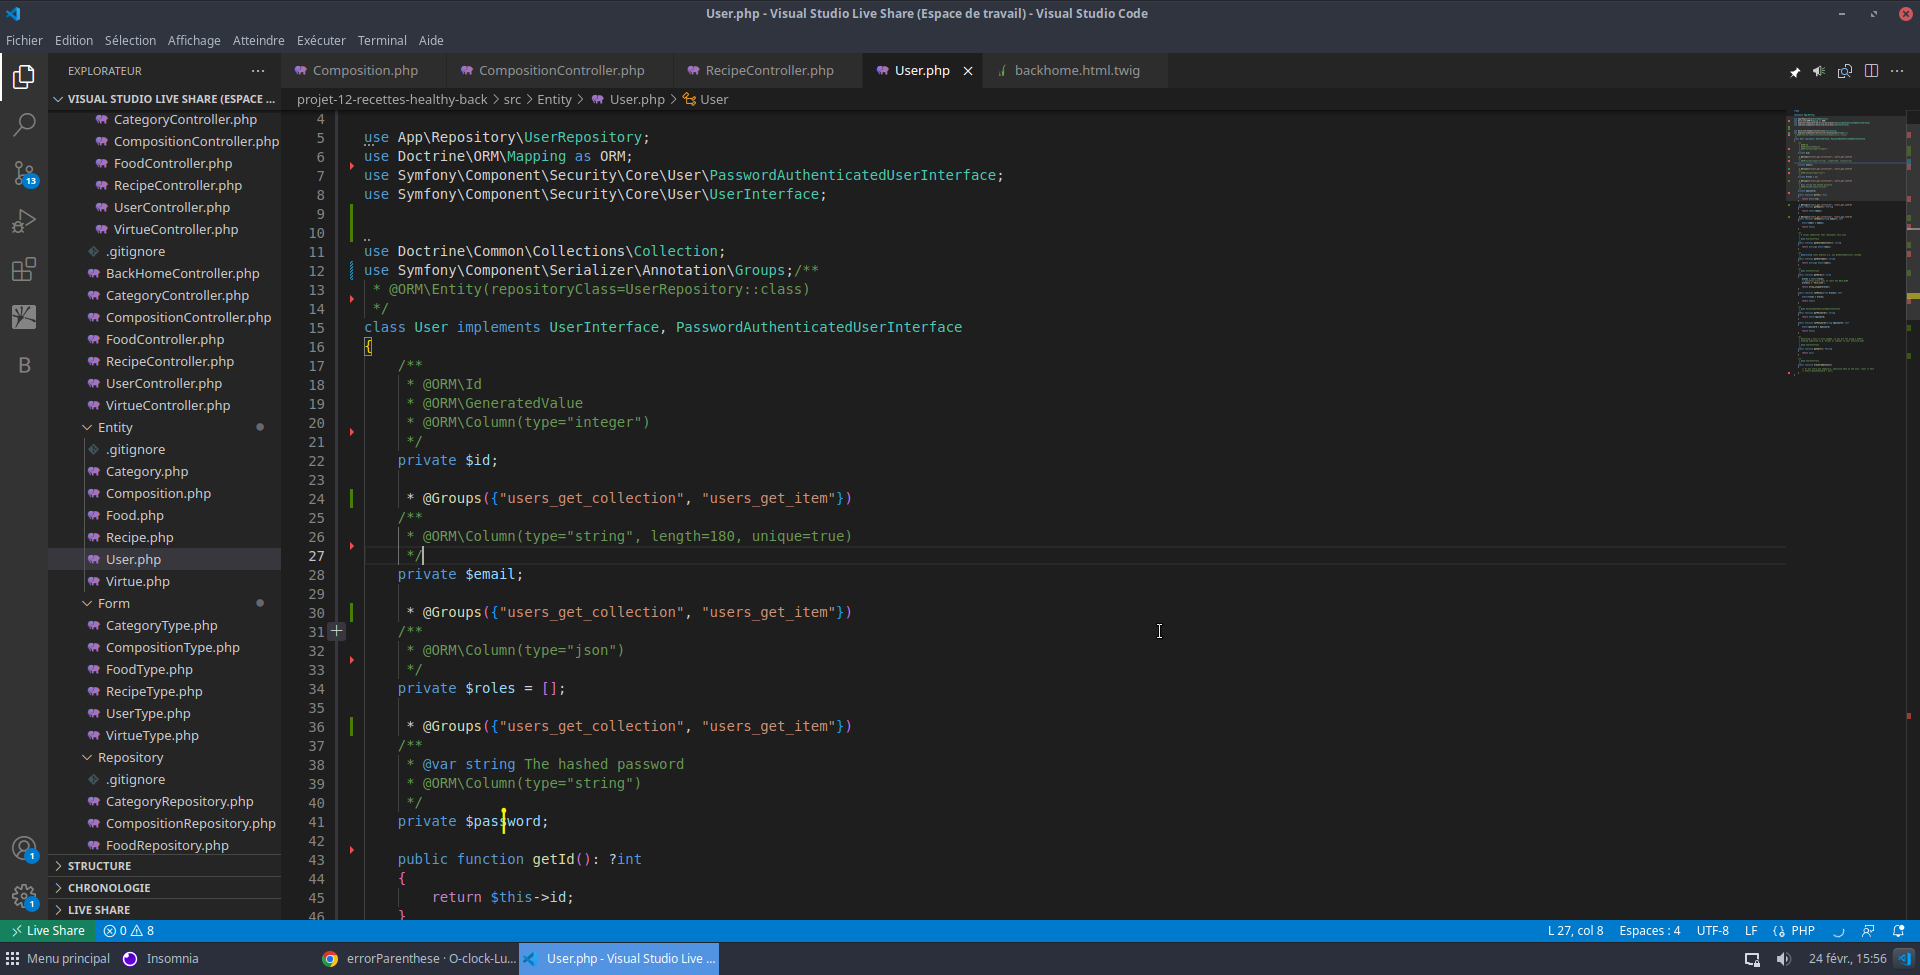 User.php - Visual Studio Live Share (Espace de travail) - Visual Studio Code
Fichier Edition Sélection Affichage Atteindre Exécuter Terminal Aide
EXPLORATEUR
VISUAL STUDIO LIVE SHARE (ESPACE ...
CategoryController.php
CompositionController.php
FoodController.php
RecipeController.php
UserController.php
VirtueController.php
.gitignore
BackHomeController.php
CategoryController.php
CompositionController.php
FoodController.php
RecipeController.php
UserController.php
VirtueController.php
Entity
.gitignore
Category.php
Composition.php
Food.php
Recipe.php
User.php
Virtue.php
Form
CategoryType.php
CompositionType.php
FoodType.php
RecipeType.php
UserType.php
VirtueType.php
Repository
.gitignore
CategoryRepository.php
CompositionRepository.php
FoodRepository.php
STRUCTURE
CHRONOLOGIE
LIVE SHARE
13
B
1
1
Composition.php CompositionController.php RecipeController.php User.php backhome.html.twig
projet-12-recettes-healthy-back > src > Entity > User.php > User
4
5 use App\Repository\UserRepository;
6 use Doctrine\ORM\Mapping as ORM;
7 use Symfony\Component\Security\Core\User\PasswordAuthenticatedUserInterface;
8 use Symfony\Component\Security\Core\User\UserInterface;
9
10
11 use Doctrine\Common\Collections\Collection;
12 use Symfony\Component\Serializer\Annotation\Groups;/**
13 * @ORM\Entity(repositoryClass=UserRepository::class)
14 */
15 class User implements UserInterface, PasswordAuthenticatedUserInterface
16 {
17 /**
18 * @ORM\Id
19 * @ORM\GeneratedValue
20 * @ORM\Column(type="integer")
21 */
22 private $id;
23
24 * @Groups({"users_get_collection", "users_get_item"})
25 /**
26 * @ORM\Column(type="string", length=180, unique=true)
27 */
28 private $email;
29
30 * @Groups({"users_get_collection", "users_get_item"})
31 /**
32 * @ORM\Column(type="json")
33 */
34 private $roles = [];
35
36 * @Groups({"users_get_collection", "users_get_item"})
37 /**
38 * @var string The hashed password
39 * @ORM\Column(type="string")
40 */
41 private $password;
42
43 public function getId(): ?int
44 {
45 return $this->id;
46 }
Live Share 0 8 L 27, col 8 Espaces : 4 UTF-8 LF PHP
Menu principal Insomnia errorParenthese · O-clock-Lu... User.php - Visual Studio Live ... 24 févr., 15:56